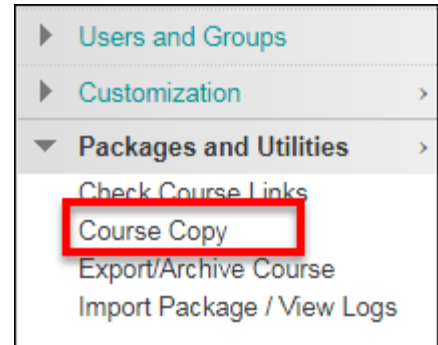 Users and Groups
Customization
Packages and Utilities
Check Course Links
Course Copy
Export/Archive Course
Import Package / View Logs